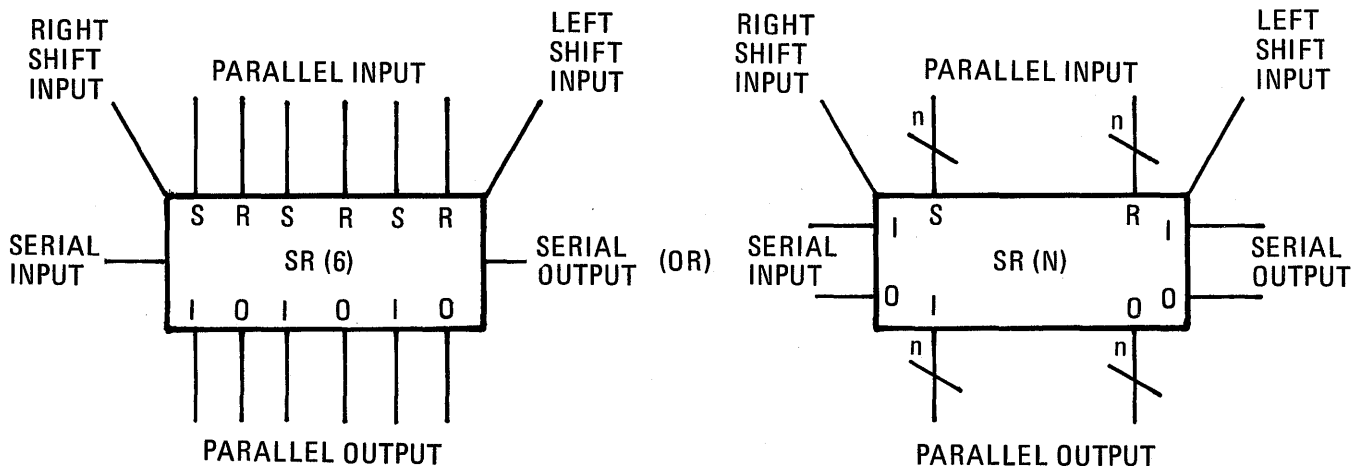 RIGHT
SHIFT
INPUT
PARALLEL INPUT
LEFT
SHIFT
INPUT
S R S R S R
SERIAL
INPUT
SR (6)
SERIAL
OUTPUT
I O I O I O
PARALLEL OUTPUT
(OR)
RIGHT
SHIFT
INPUT
PARALLEL INPUT
LEFT
SHIFT
INPUT
n n
S R
I I
SERIAL
INPUT
SR (N)
SERIAL
OUTPUT
O I O O
n n
PARALLEL OUTPUT